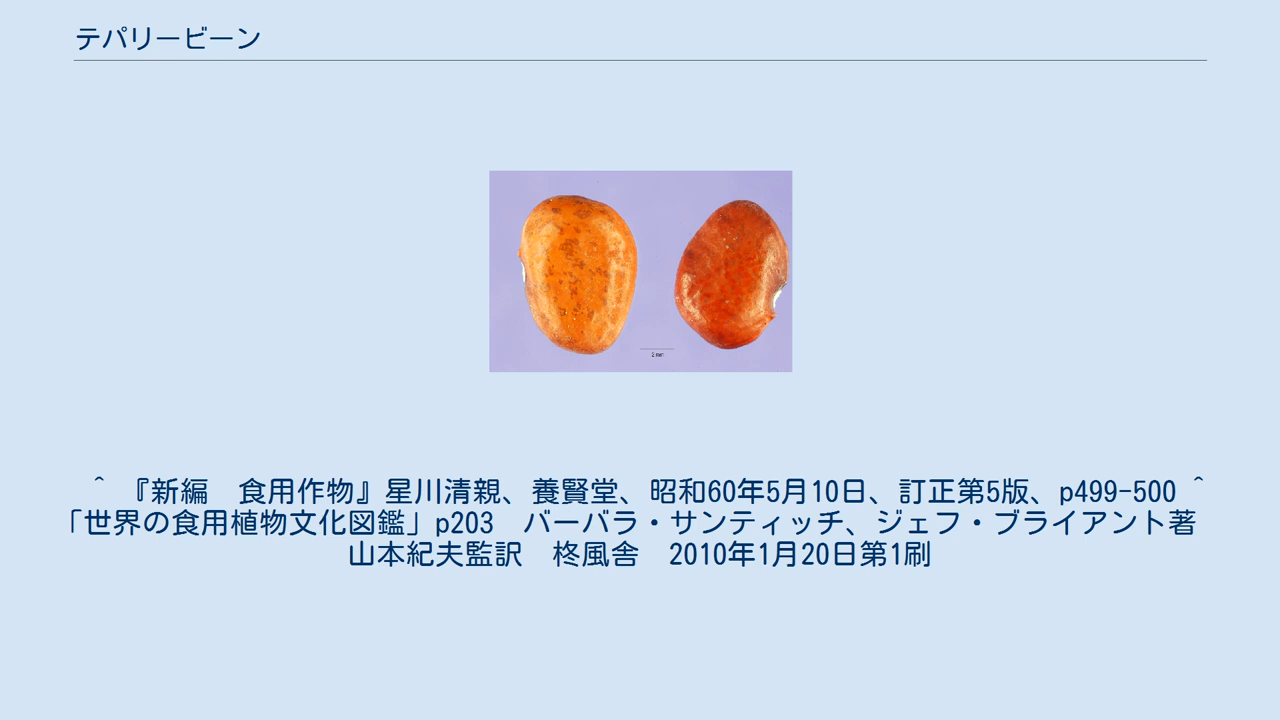 テパリービーン
2 mm
^ 『新編　食用作物』星川清親、養賢堂、昭和60年5月10日、訂正第5版、p499-500 ^
「世界の食用植物文化図鑑」p203　バーバラ・サンティッチ、ジェフ・ブライアント著
山本紀夫監訳　柊風舎　2010年1月20日第1刷